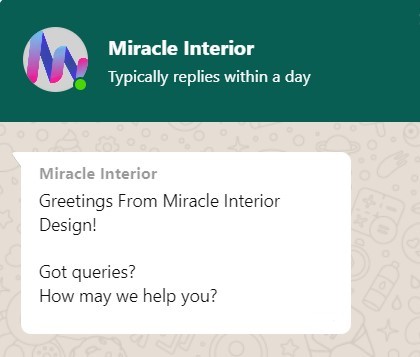 Miracle Interior
Typically replies within a day
Miracle Interior
Greetings From Miracle Interior
Design!
Got queries?
How may we help you?